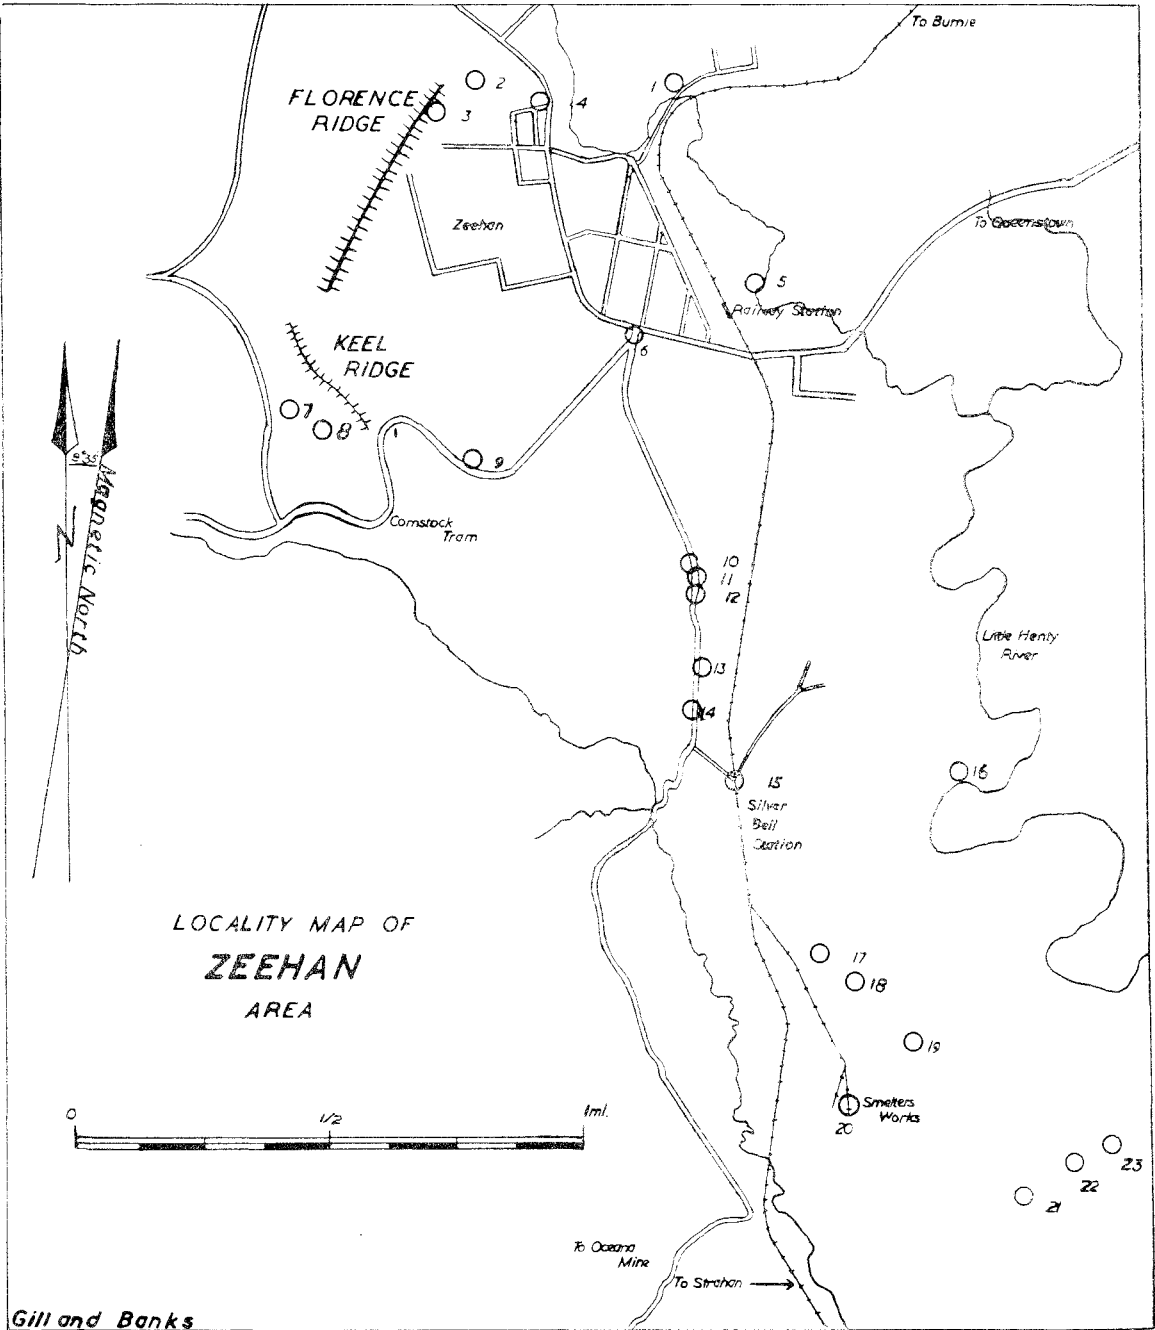 To Burnie
1
2
FLORENCE
RIDGE
3
4
Zeehan
To Queenstown
5
Railway Station
6
KEEL
RIDGE
7
8
9
8°35'
Magnetic North
N
Comstock
Tram
10
11
12
Little Henty
River
13
14
15
Silver
Bell
Station
16
LOCALITY MAP OF
ZEEHAN
AREA
17
18
19
0 1/2 1ml.
Smelters
Works
20
23
22
21
To Oceana
Mine
To Strahan
Gill and Banks